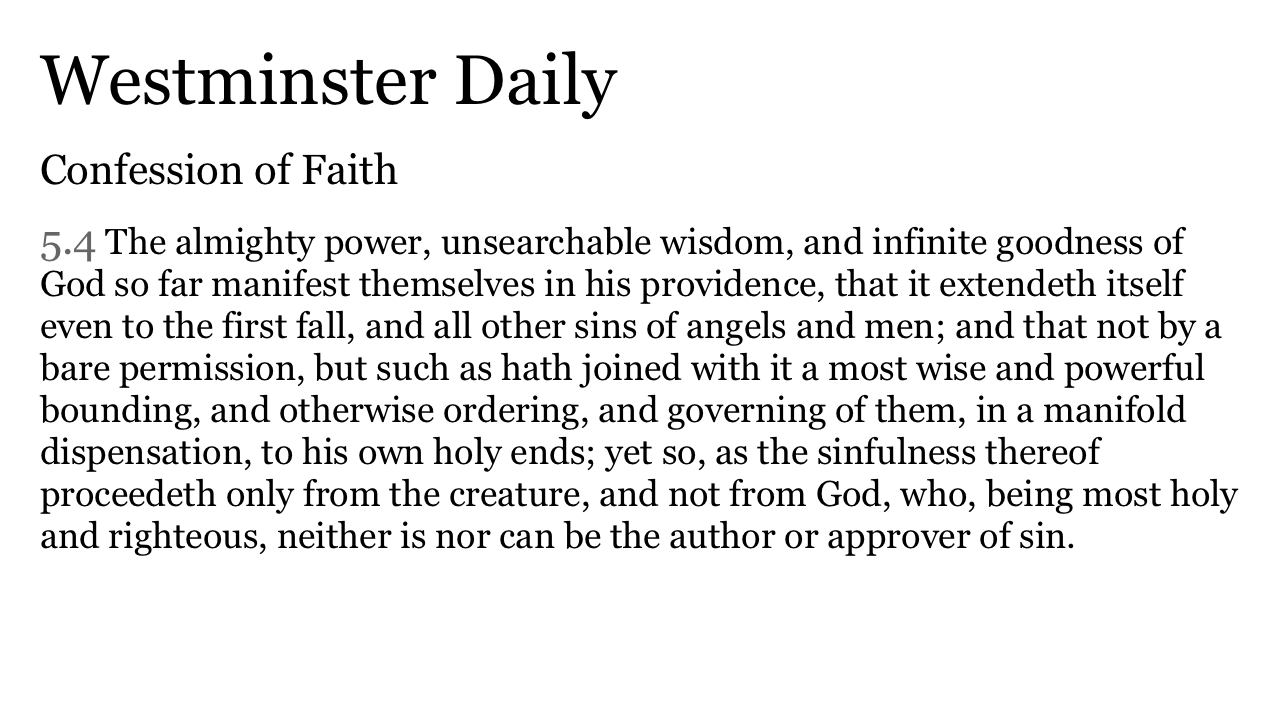 Westminster Daily
Confession of Faith
5.4 The almighty power, unsearchable wisdom, and infinite goodness of
God so far manifest themselves in his providence, that it extendeth itself
even to the first fall, and all other sins of angels and men; and that not by a
bare permission, but such as hath joined with it a most wise and powerful
bounding, and otherwise ordering, and governing of them, in a manifold
dispensation, to his own holy ends; yet so, as the sinfulness thereof
proceedeth only from the creature, and not from God, who, being most holy
and righteous, neither is nor can be the author or approver of sin.